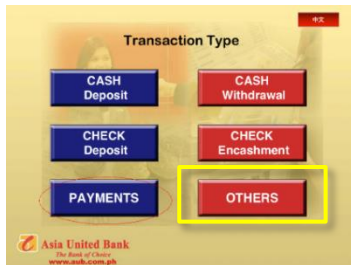 中文
Transaction Type
CASH
Deposit
CASH
Withdrawal
CHECK
Deposit
CHECK
Encashment
PAYMENTS
OTHERS
Asia United Bank
The Bank of Choice
www.aub.com.ph